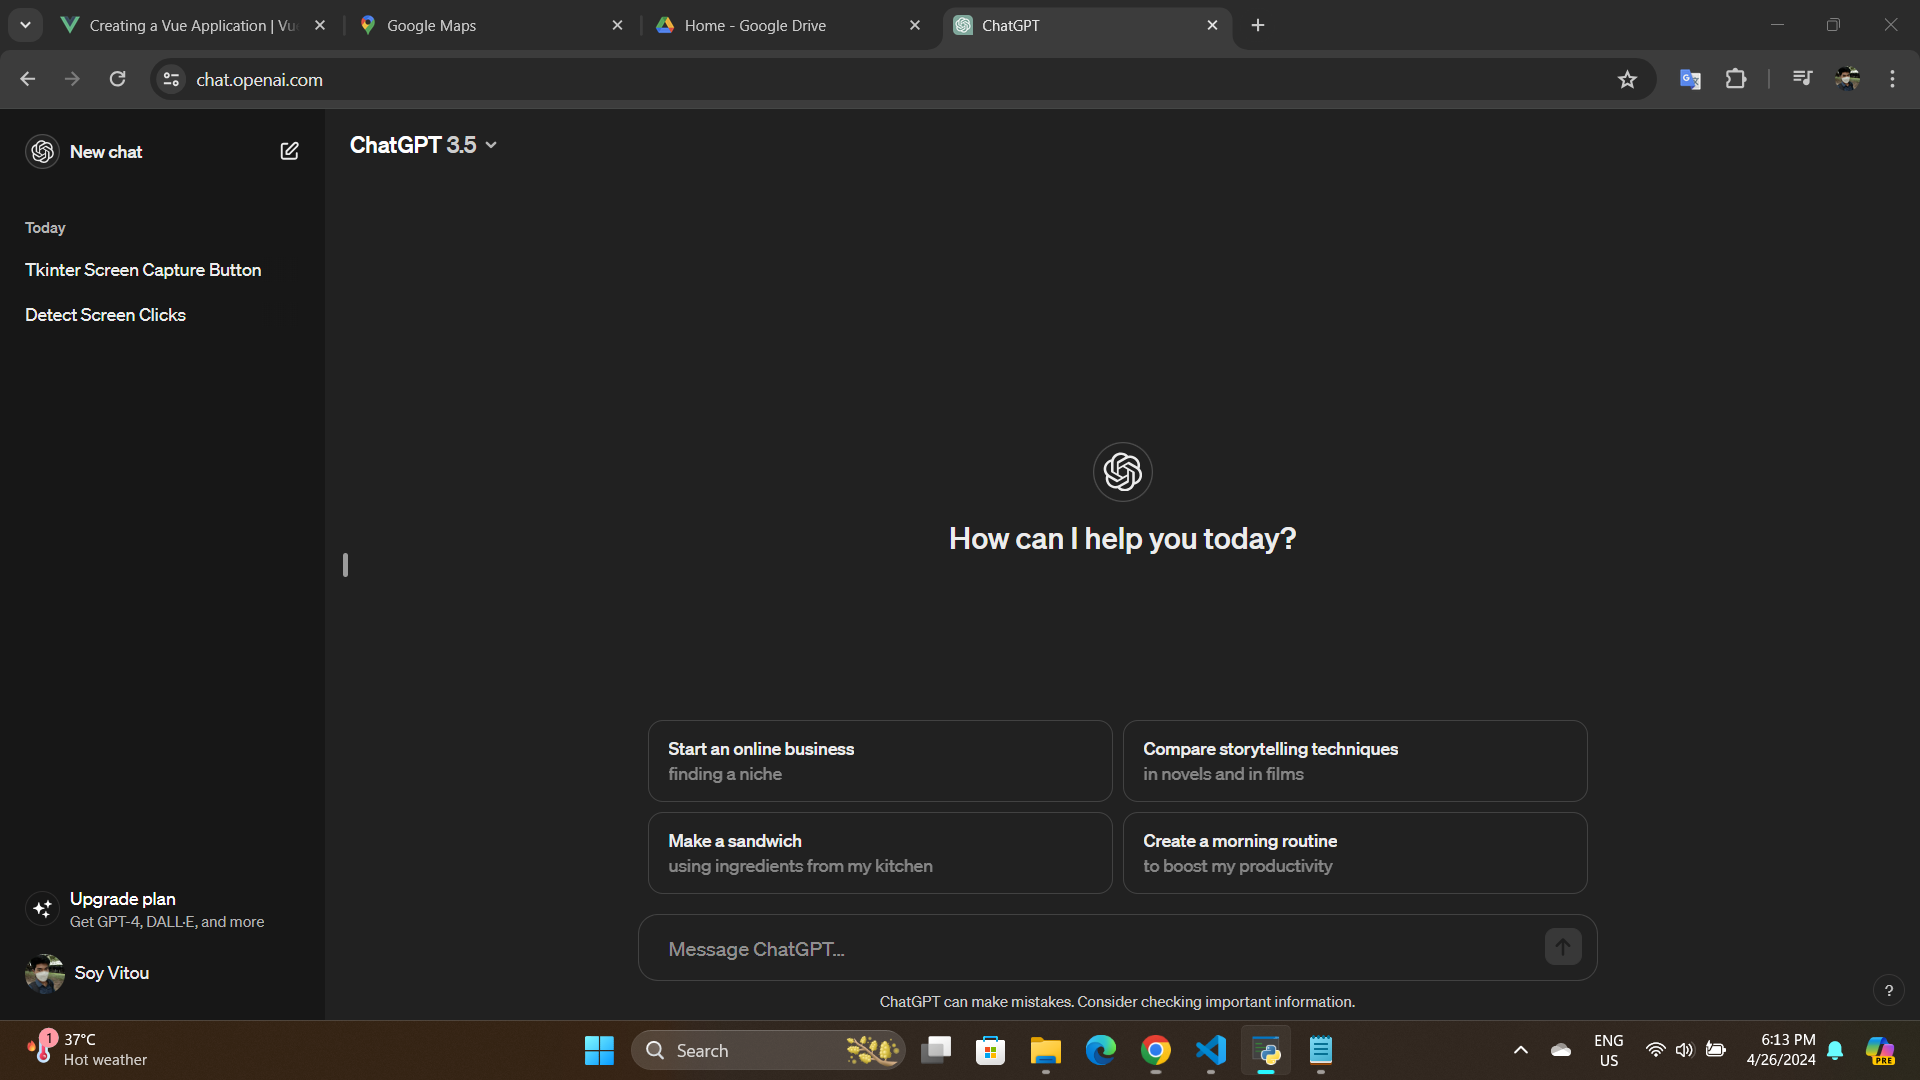 Creating a Vue Application | Vu
Google Maps
Home - Google Drive
ChatGPT
chat.openai.com
New chat
ChatGPT 3.5
Today
Tkinter Screen Capture Button
Detect Screen Clicks
How can I help you today?
Start an online business
finding a niche
Compare storytelling techniques
in novels and in films
Make a sandwich
using ingredients from my kitchen
Create a morning routine
to boost my productivity
Upgrade plan
Get GPT-4, DALL·E, and more
Message ChatGPT...
Soy Vitou
ChatGPT can make mistakes. Consider checking important information.
?
1
37°C
Hot weather
Search
ENG
US
6:13 PM
4/26/2024
PRE